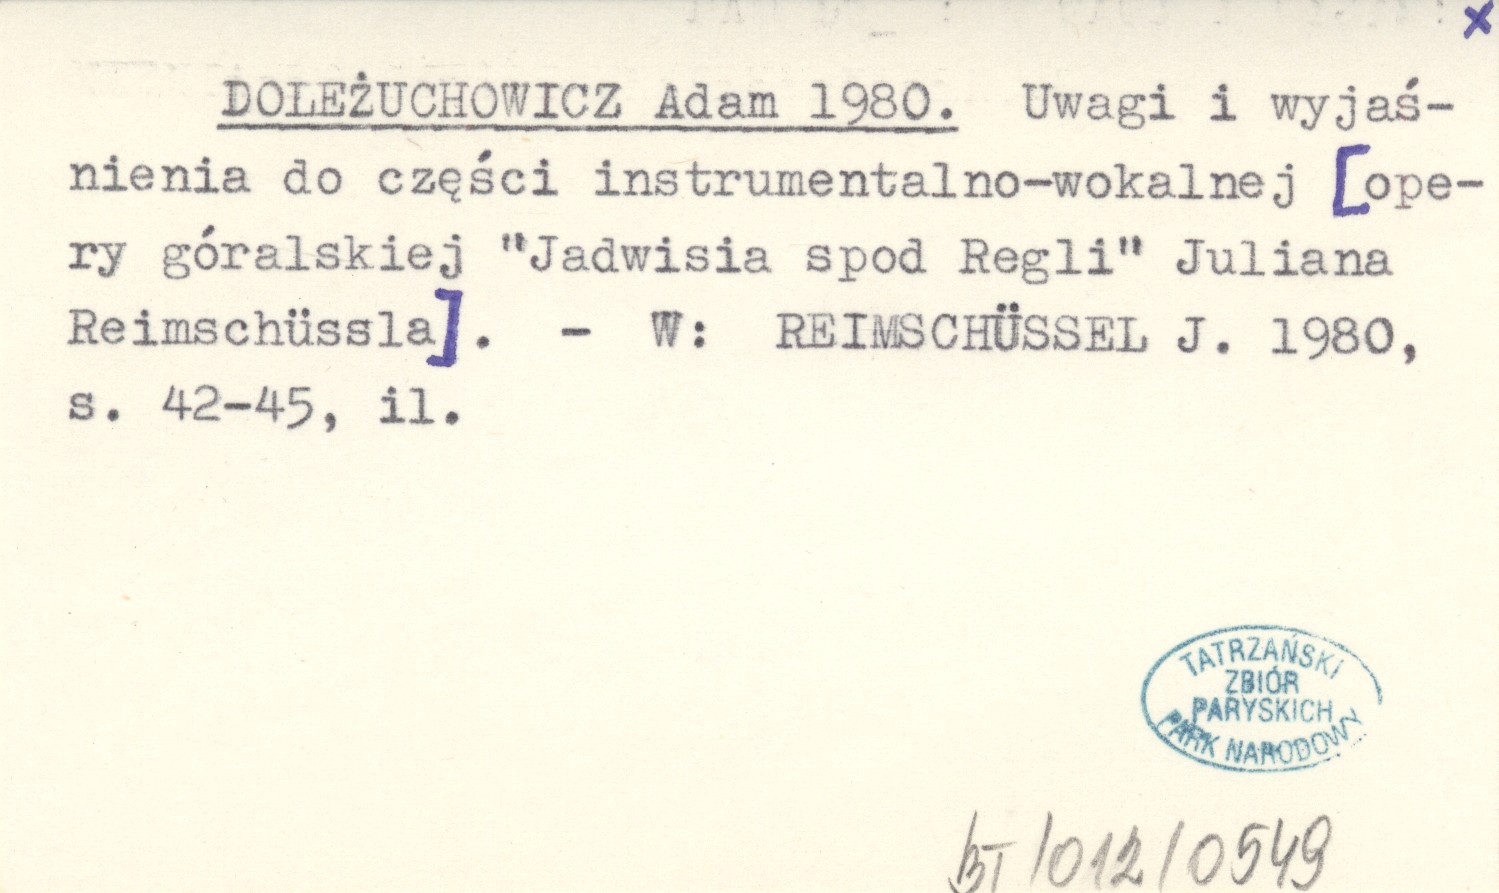 x
DOLEŻUCHOWICZ Adam 1980. Uwagi i wyjaś-
nienia do części instrumentalno-wokalnej [ope-
ry góralskiej "Jadwisia spod Regli" Juliana
Reimschüssla]. - W: REIMSCHÜSSEL J. 1980,
s. 42-45, il.
TATRZAŃSKI
ZBIÓR
PARYSKICH
PARK NARODOWY
BT/012/0549